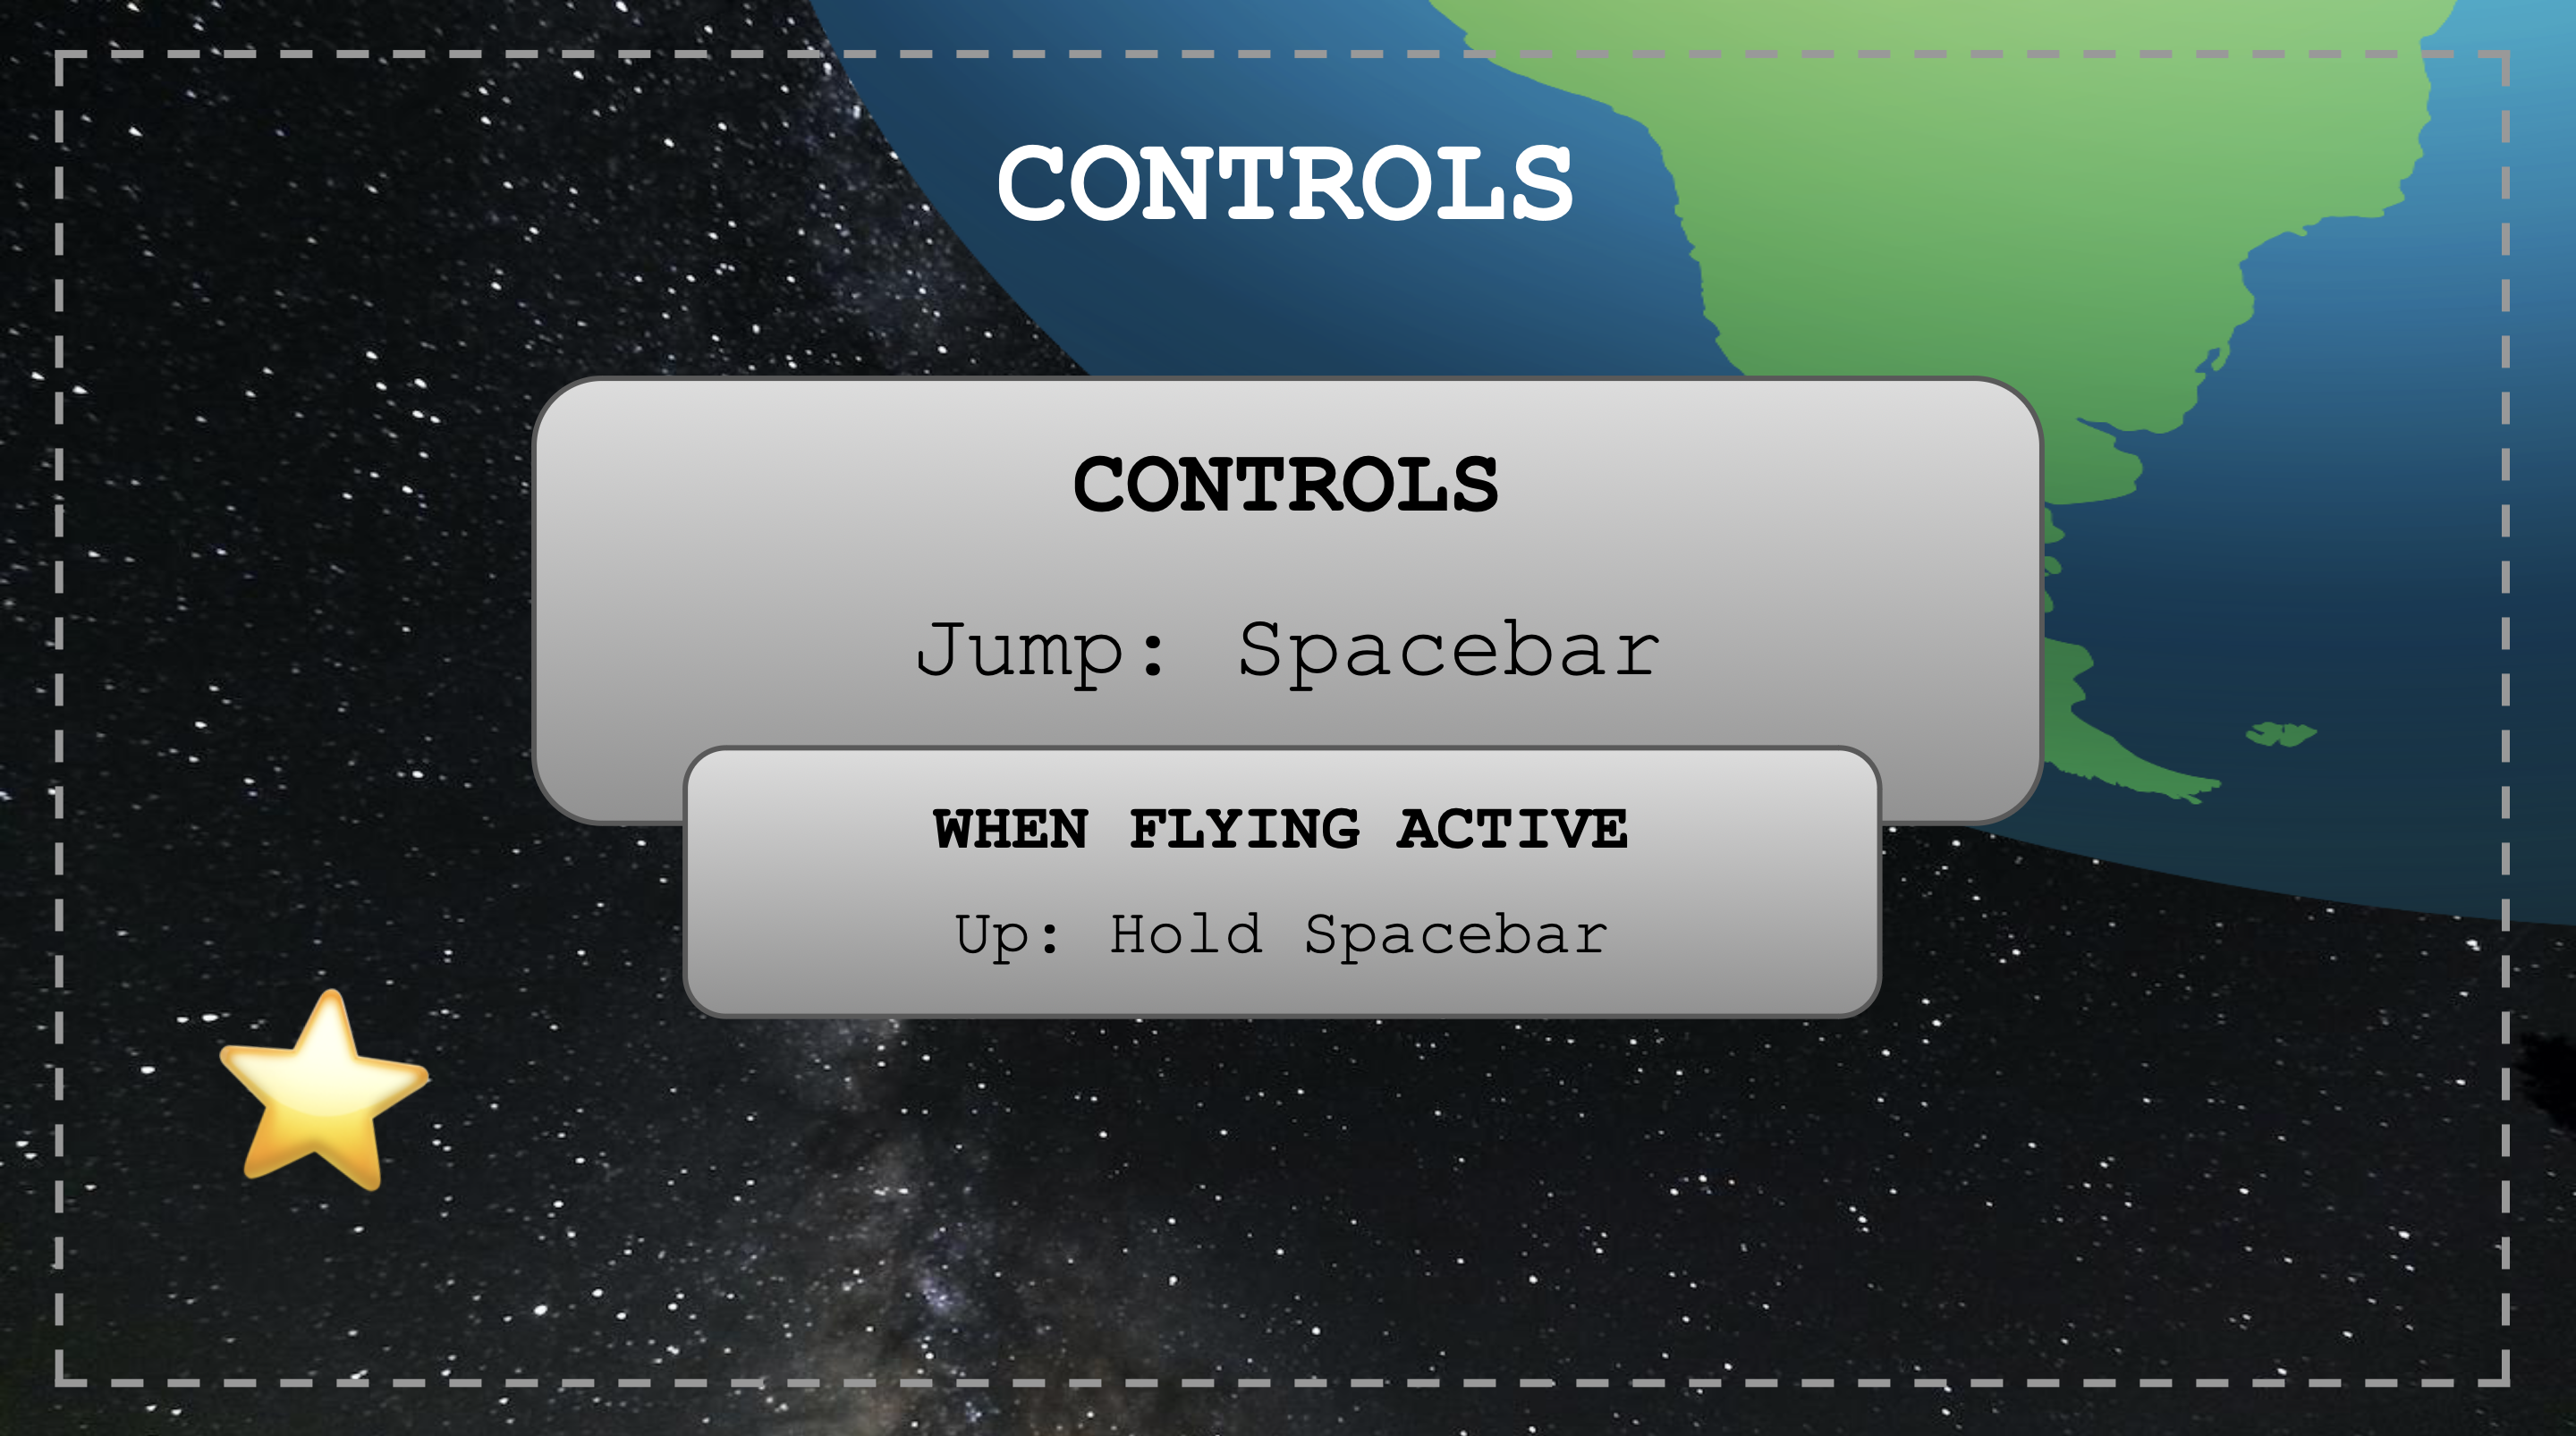 CONTROLS
CONTROLS
Jump: Spacebar
WHEN FLYING ACTIVE
Up: Hold Spacebar